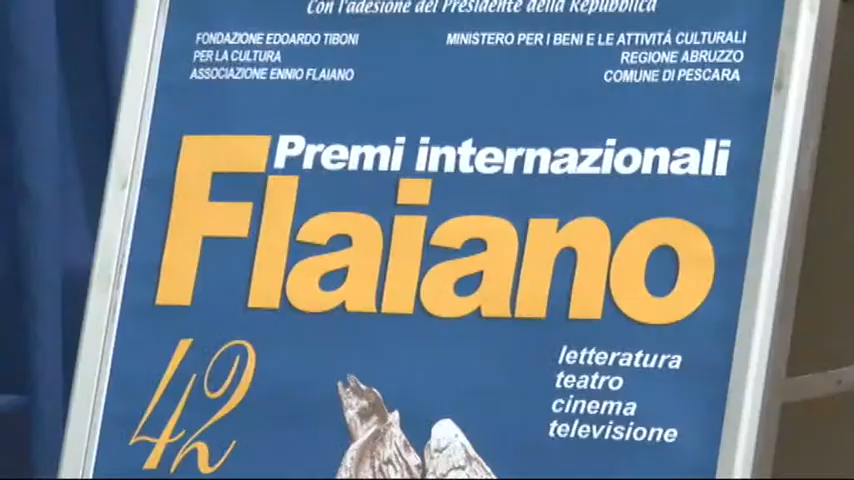 Con l'adesione del Presidente della Repubblica
FONDAZIONE EDOARDO TIBONI
PER LA CULTURA
ASSOCIAZIONE ENNIO FLAIANO
MINISTERO PER I BENI E LE ATTIVITÁ CULTURALI
REGIONE ABRUZZO
COMUNE DI PESCARA
Premi internazionali
Flaiano
42
letteratura
teatro
cinema
televisione